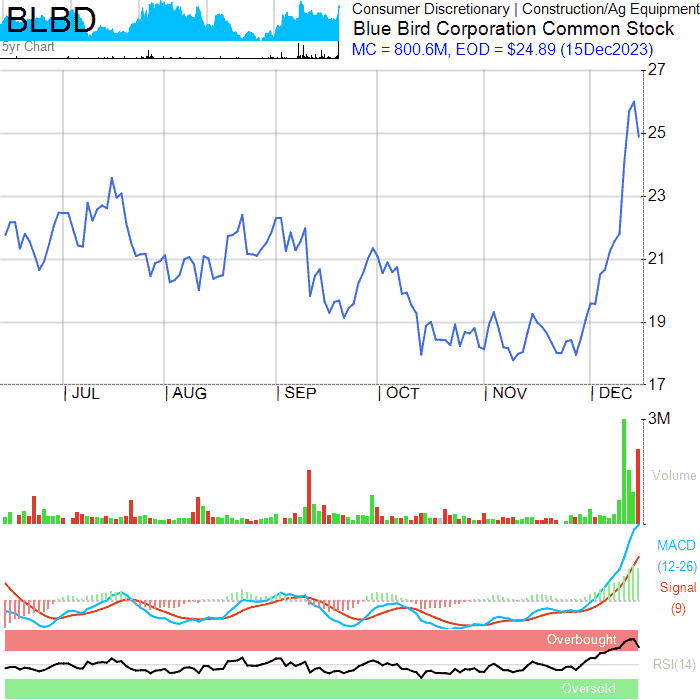 BLBD
5yr Chart
Consumer Discretionary | Construction/Ag Equipment
Blue Bird Corporation Common Stock
MC = 800.6M, EOD = $24.89 (15Dec2023)
27
25
23
21
19
17
JUL AUG SEP OCT NOV DEC
3M
Volume
MACD
(12-26)
Signal
(9)
Overbought
RSI(14)
Oversold